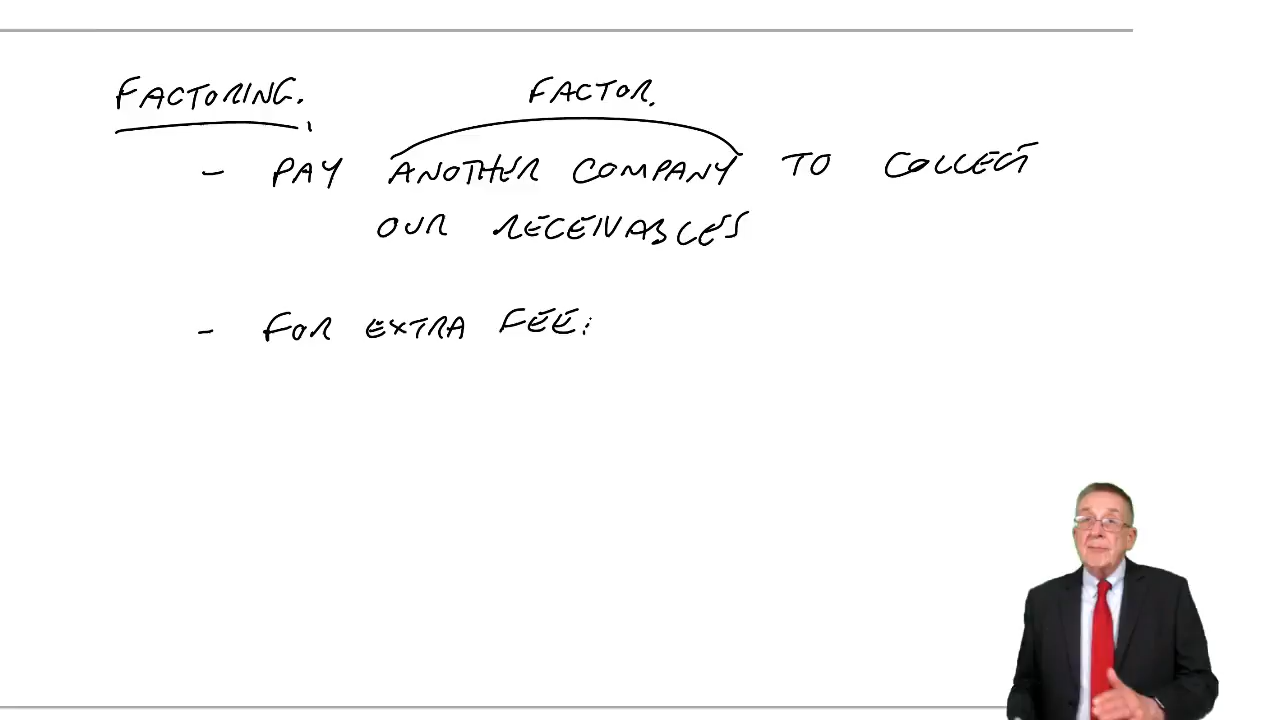 FACTORING. FACTOR.
- PAY ANOTHER COMPANY TO COLLECT
OUR RECEIVABLES
- FOR EXTRA FEE: